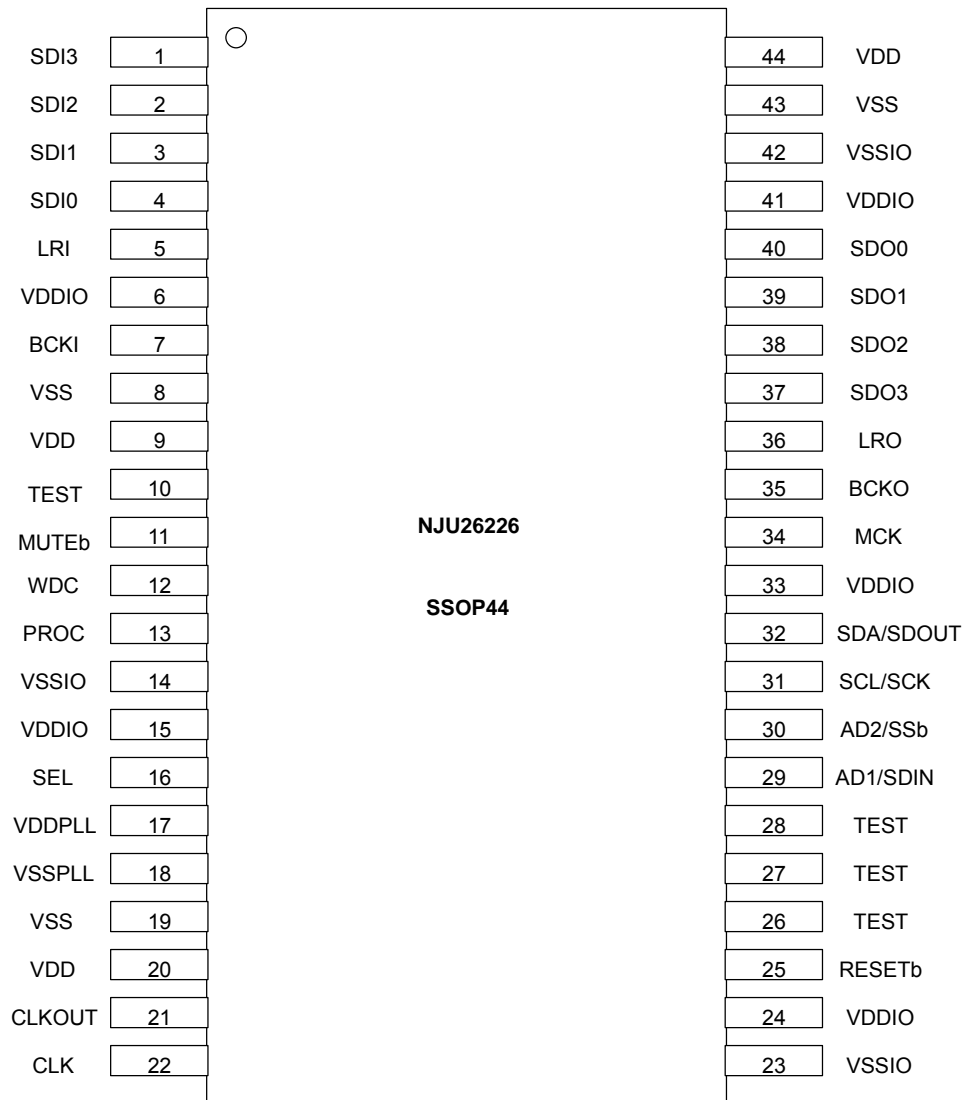 SDI3 1 44 VDD
SDI2 2 43 VSS
SDI1 3 42 VSSIO
SDI0 4 41 VDDIO
LRI 5 40 SDO0
VDDIO 6 39 SDO1
BCKI 7 38 SDO2
VSS 8 37 SDO3
VDD 9 36 LRO
TEST 10 35 BCKO
NJU26226
MUTEb 11 34 MCK
WDC 12 33 VDDIO
SSOP44
PROC 13 32 SDA/SDOUT
VSSIO 14 31 SCL/SCK
VDDIO 15 30 AD2/SSb
SEL 16 29 AD1/SDIN
VDDPLL 17 28 TEST
VSSPLL 18 27 TEST
VSS 19 26 TEST
VDD 20 25 RESETb
CLKOUT 21 24 VDDIO
CLK 22 23 VSSIO